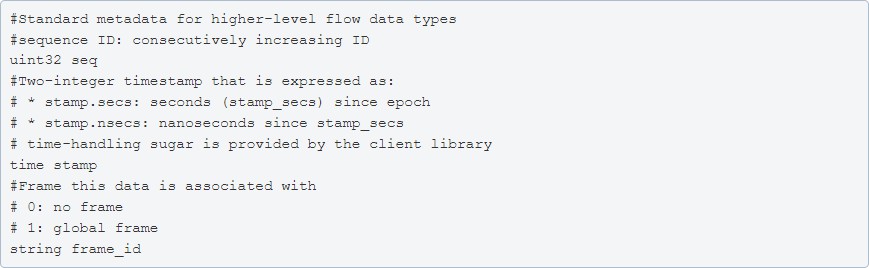 #Standard metadata for higher-level flow data types
#sequence ID: consecutively increasing ID
uint32 seq
#Two-integer timestamp that is expressed as:
# * stamp.secs: seconds (stamp_secs) since epoch
# * stamp.nsecs: nanoseconds since stamp_secs
# time-handling sugar is provided by the client library
time stamp
#Frame this data is associated with
# 0: no frame
# 1: global frame
string frame_id